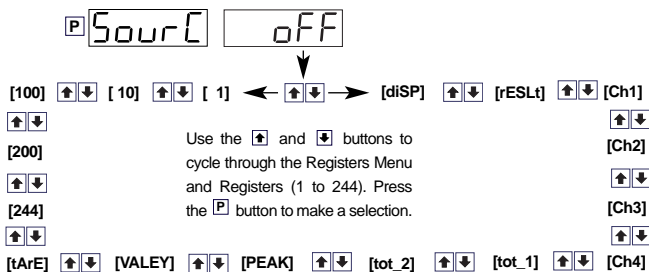 P SourC oFF
[100] [ 10] [ 1] [diSP] [rESLt] [Ch1]
Use the and buttons to
[200] [Ch2]
cycle through the Registers Menu
and Registers (1 to 244). Press
[244] the P button to make a selection. [Ch3]
[tArE] [VALEY] [PEAK] [tot_2] [tot_1] [Ch4]